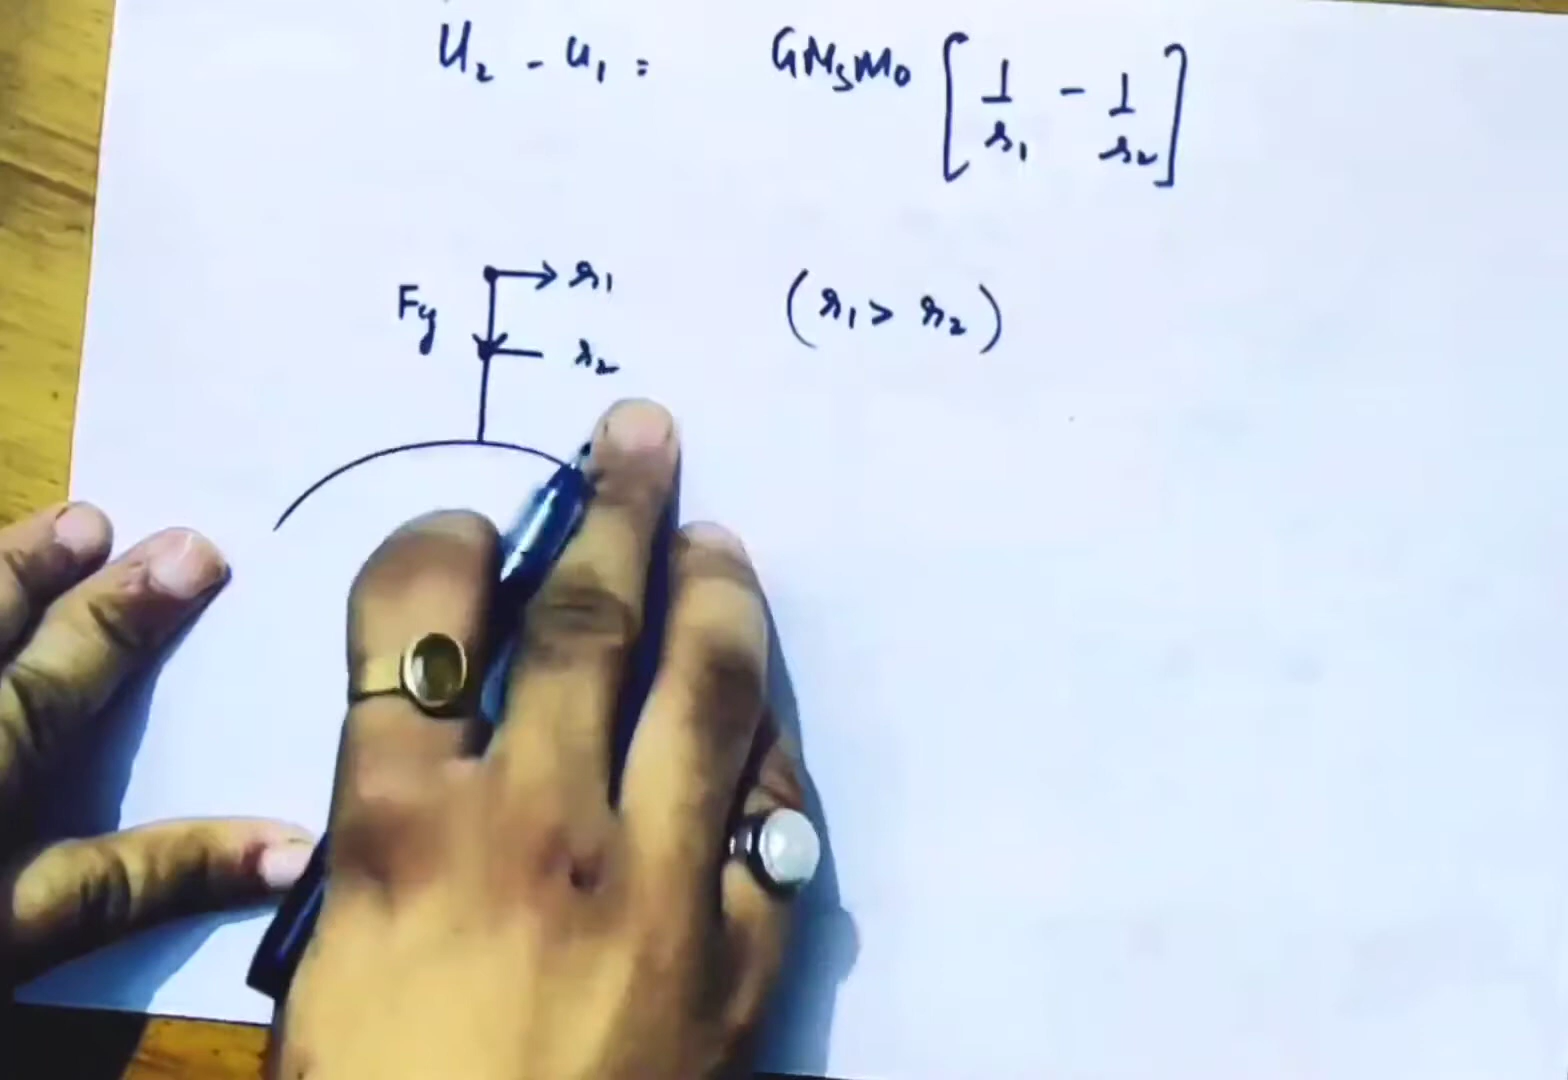 U₂ - U₁ = GMₛM₀ [ 1/r₁ - 1/r₂ ]
r₁
Fg
(r₁ > r₂)
r₂